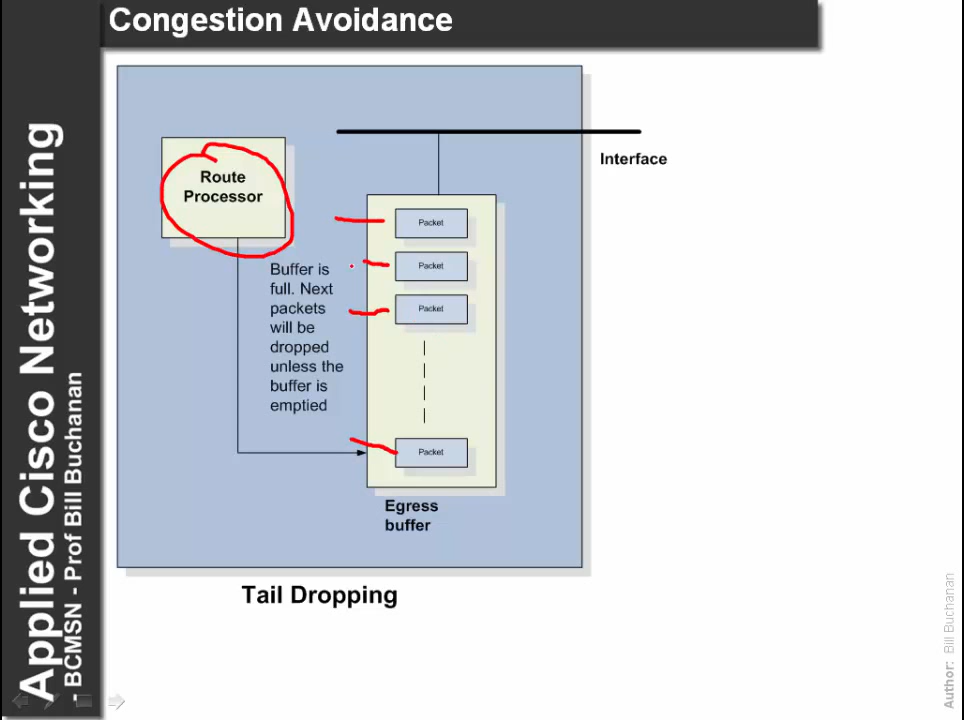 Congestion Avoidance
Applied Cisco Networking
- BCMSN - Prof Bill Buchanan
Route
Processor
Interface
Packet
Packet
Packet
Packet
Buffer is
full. Next
packets
will be
dropped
unless the
buffer is
emptied
Egress
buffer
Tail Dropping
Author: Bill Buchanan